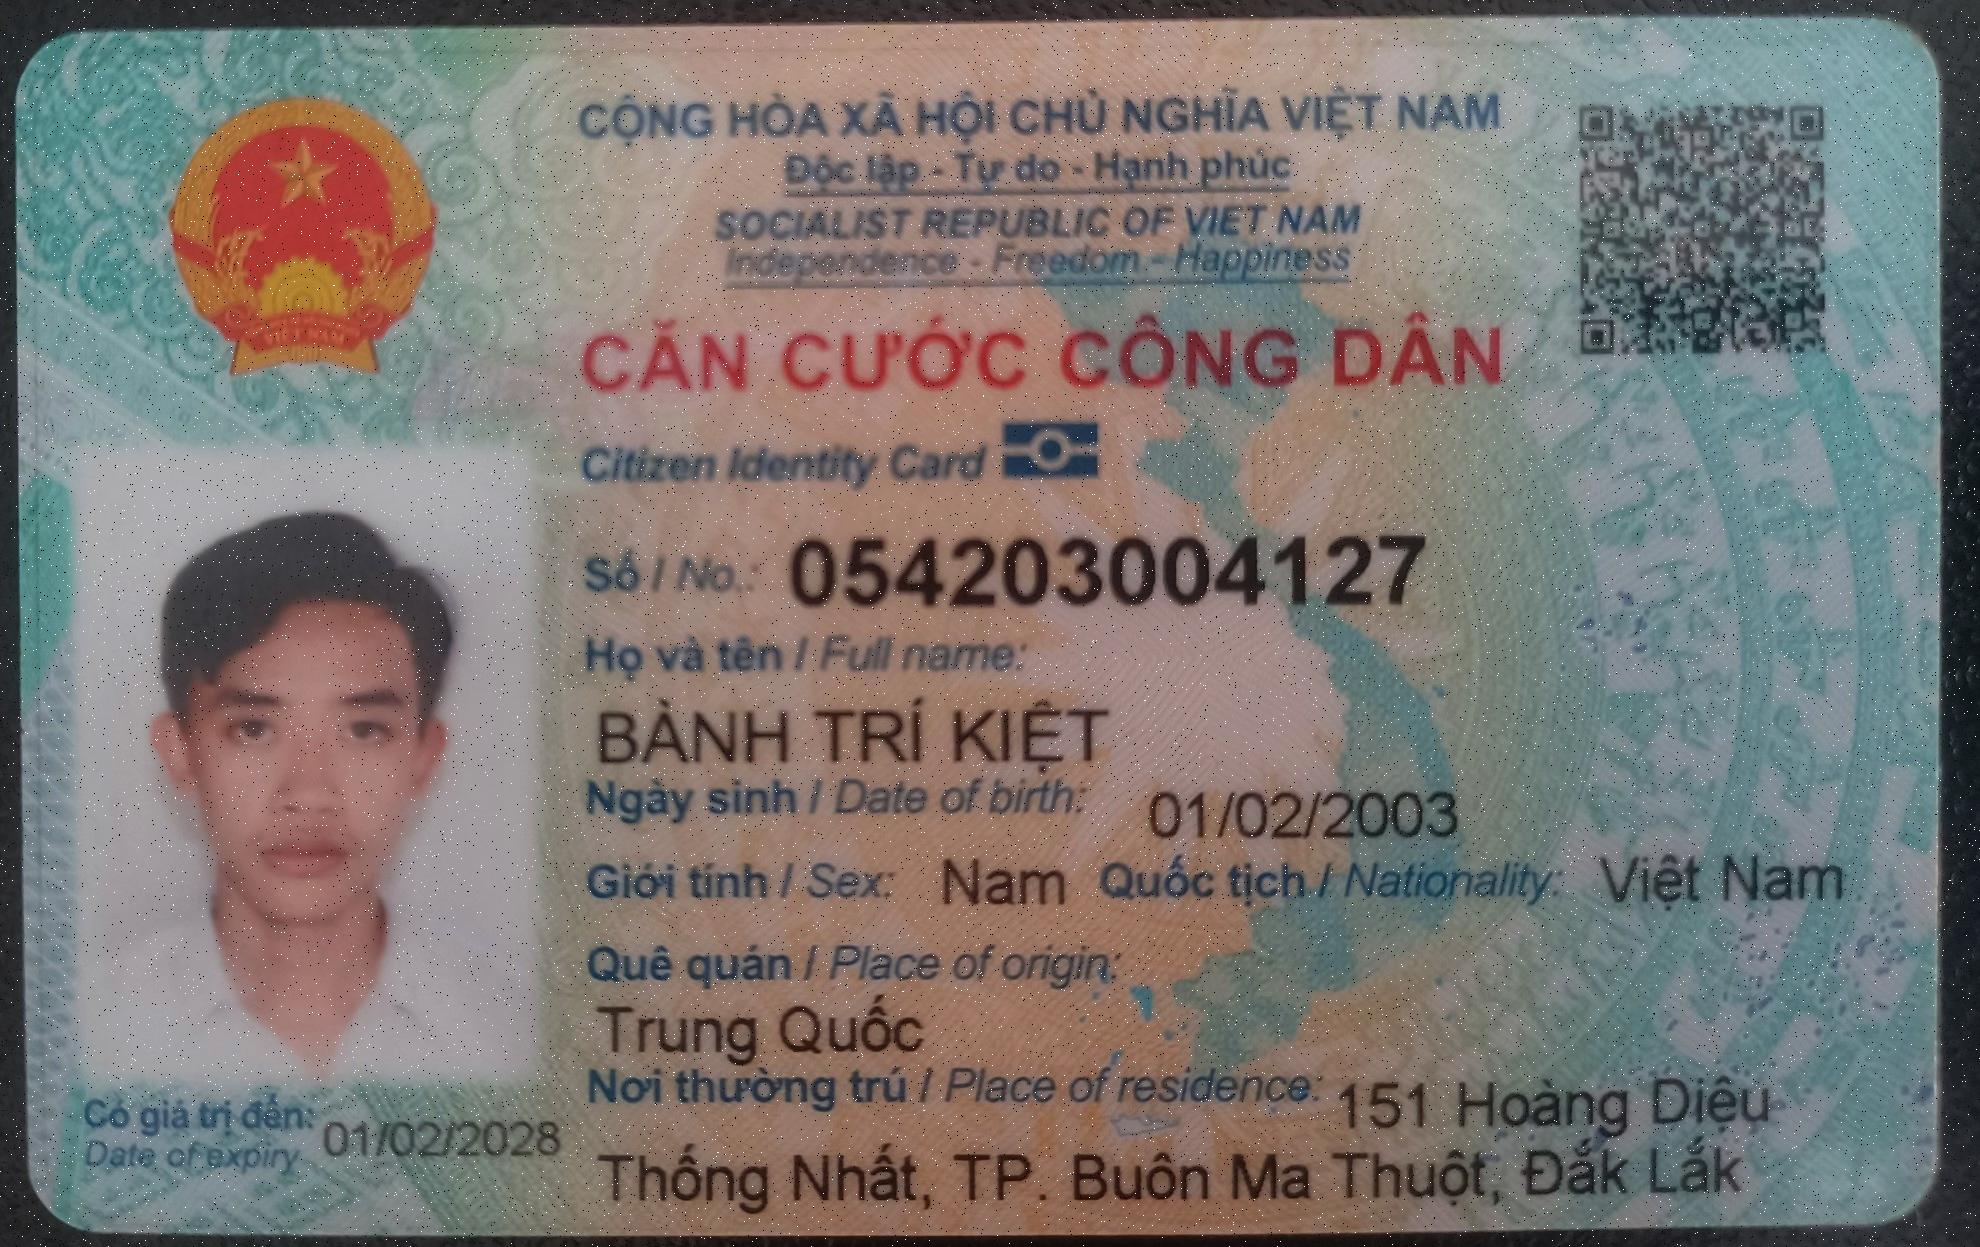 CỘNG HÒA XÃ HỘI CHỦ NGHĨA VIỆT NAM
Độc lập - Tự do - Hạnh phúc
SOCIALIST REPUBLIC OF VIET NAM
Independence - Freedom - Happiness
CĂN CƯỚC CÔNG DÂN
Citizen Identity Card
Số / No.: 054203004127
Họ và tên / Full name:
BÀNH TRÍ KIỆT
Ngày sinh / Date of birth: 01/02/2003
Giới tính / Sex: Nam Quốc tịch / Nationality: Việt Nam
Quê quán / Place of origin:
Trung Quốc
Nơi thường trú / Place of residence: 151 Hoàng Diệu
Thống Nhất, TP. Buôn Ma Thuột, Đắk Lắk
Có giá trị đến: 01/02/2028
Date of expiry
VIỆT NAM